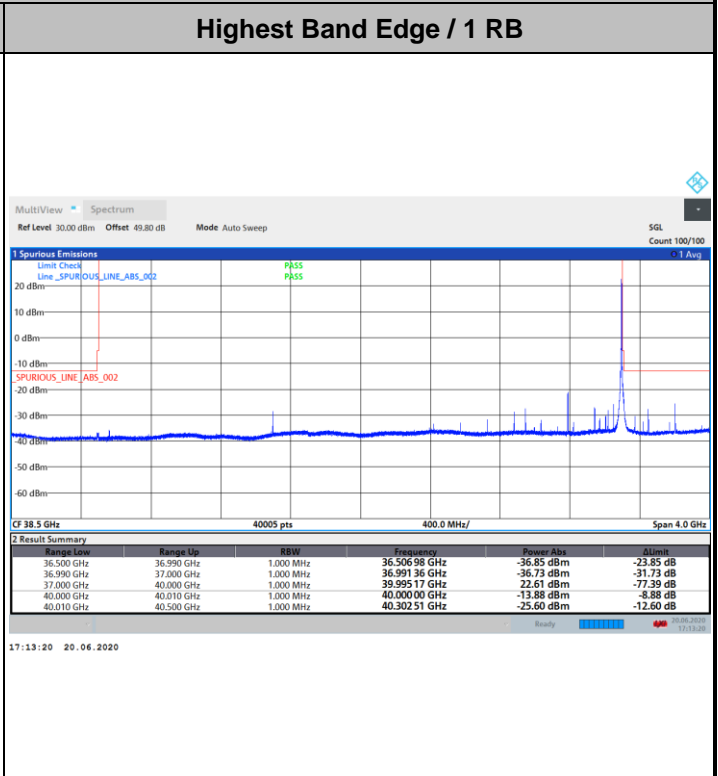 Highest Band Edge / 1 RB
MultiView Spectrum
Ref Level 30.00 dBm Offset 49.80 dB Mode Auto Sweep SGL
Count 100/100
1 Spurious Emissions 1 Avg
Limit Check PASS
Line _SPURIOUS_LINE_ABS_002 PASS
20 dBm
10 dBm
0 dBm
-10 dBm
_SPURIOUS_LINE_ABS_002
-20 dBm
-30 dBm
-40 dBm
-50 dBm
-60 dBm
CF 38.5 GHz 40005 pts 400.0 MHz/ Span 4.0 GHz
2 Result Summary
Range Low Range Up RBW Frequency Power Abs ΔLimit
36.500 GHz 36.990 GHz 1.000 MHz 36.506 98 GHz -36.85 dBm -23.85 dB
36.990 GHz 37.000 GHz 1.000 MHz 36.991 36 GHz -36.73 dBm -31.73 dB
37.000 GHz 40.000 GHz 1.000 MHz 39.995 17 GHz 22.61 dBm -77.39 dB
40.000 GHz 40.010 GHz 1.000 MHz 40.000 00 GHz -13.88 dBm -8.88 dB
40.010 GHz 40.500 GHz 1.000 MHz 40.302 51 GHz -25.60 dBm -12.60 dB
Ready 20.06.2020
17:13:20
17:13:20 20.06.2020